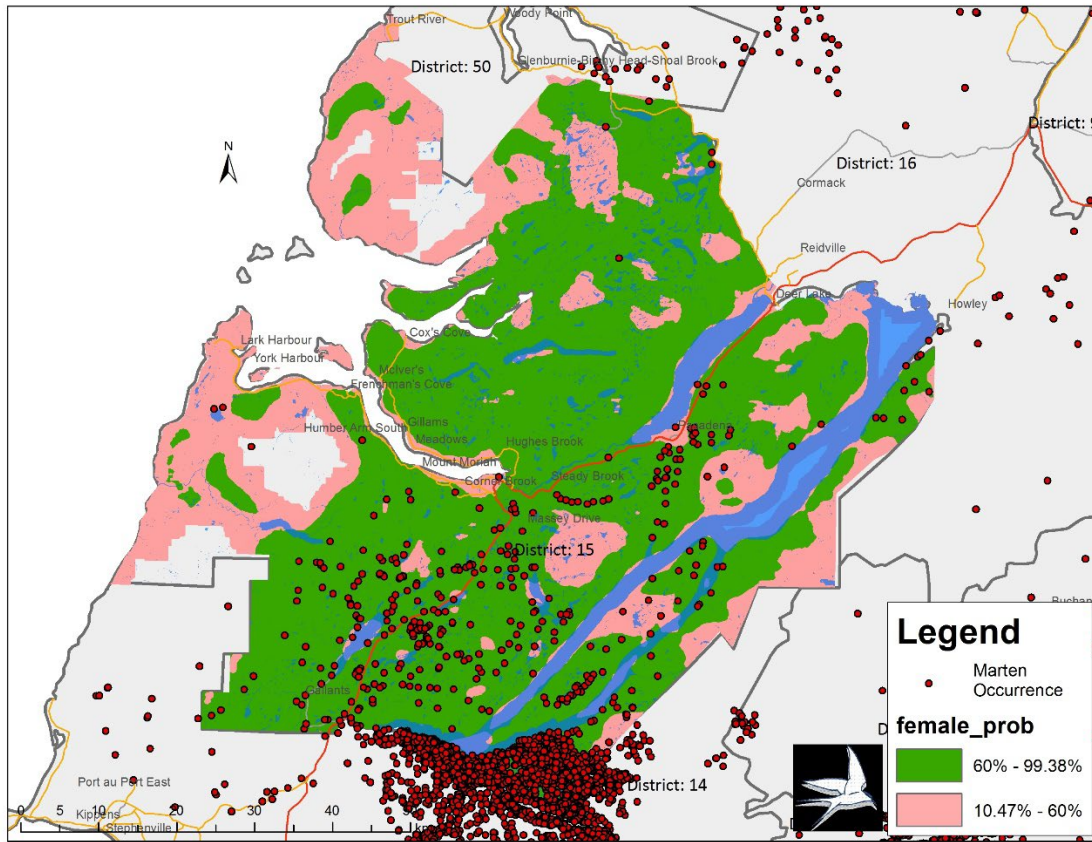 Trout River
Woody Point
District: 50
Glenburnie-Birchy Head-Shoal Brook
District: 9
N
District: 16
Cormack
Reidville
Deer Lake
Howley
Cox's Cove
Lark Harbour
York Harbour
McIver's
Frenchman's Cove
Gillams
Humber Arm South
Meadows
Hughes Brook
Pasadena
Mount Moriah
Steady Brook
Corner Brook
Massey Drive
District: 15
Buchan
Gallants
Port au Port East
District: 14
Kippens
Stephenville
0 5 10 20 30 40
Legend
Marten
Occurrence
female_prob
60% - 99.38%
10.47% - 60%